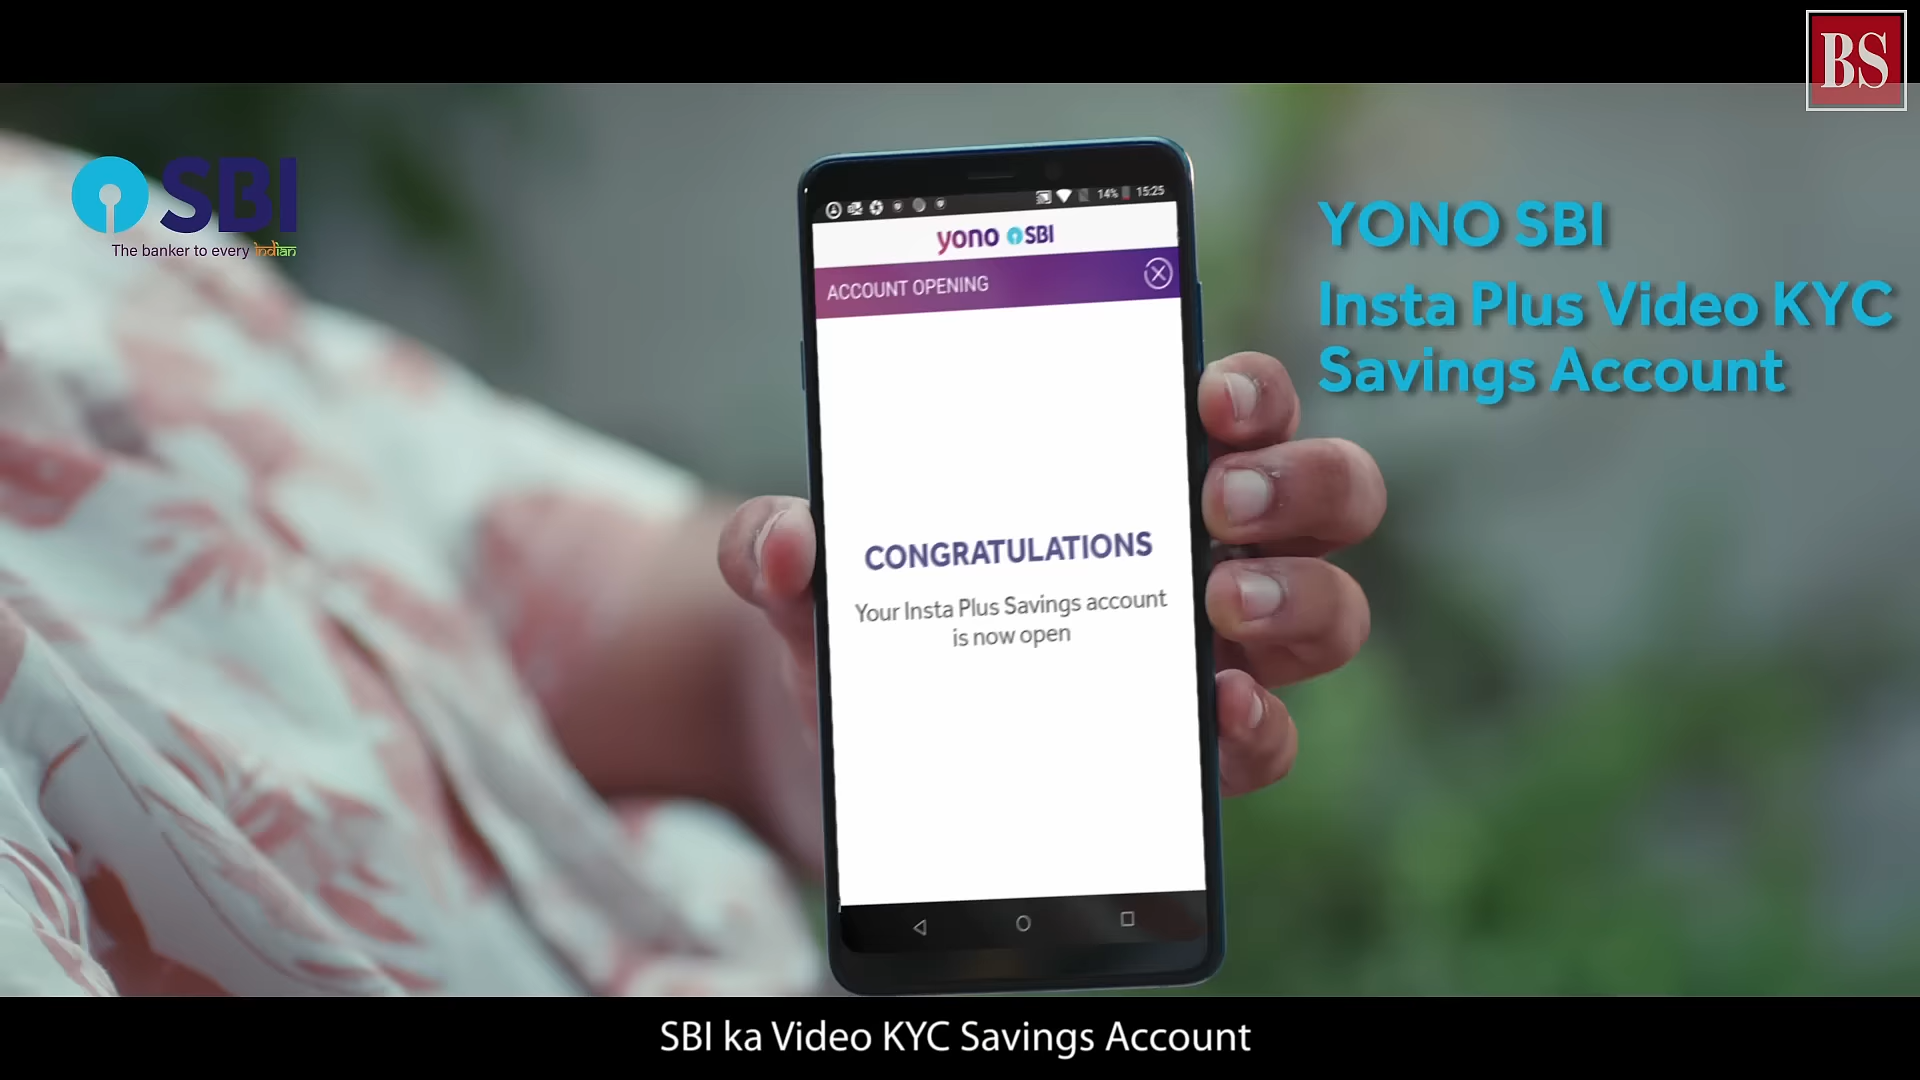 BS
SBI
The banker to every indian
14% 15:25
yono SBI
ACCOUNT OPENING
CONGRATULATIONS
Your Insta Plus Savings account
is now open
YONO SBI
Insta Plus Video KYC
Savings Account
SBI ka Video KYC Savings Account